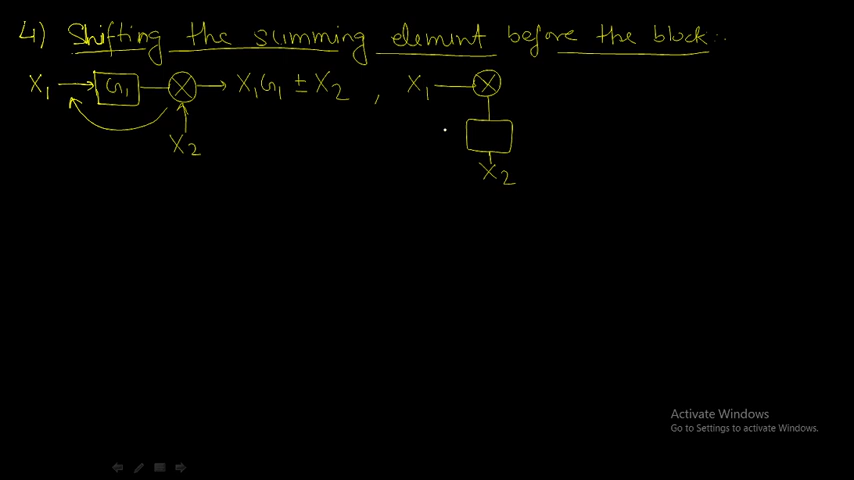 4) Shifting the summing element before the block:
X₁ G₁ X₁G₁ ± X₂ , X₁
X₂
X₂
Activate Windows
Go to Settings to activate Windows.